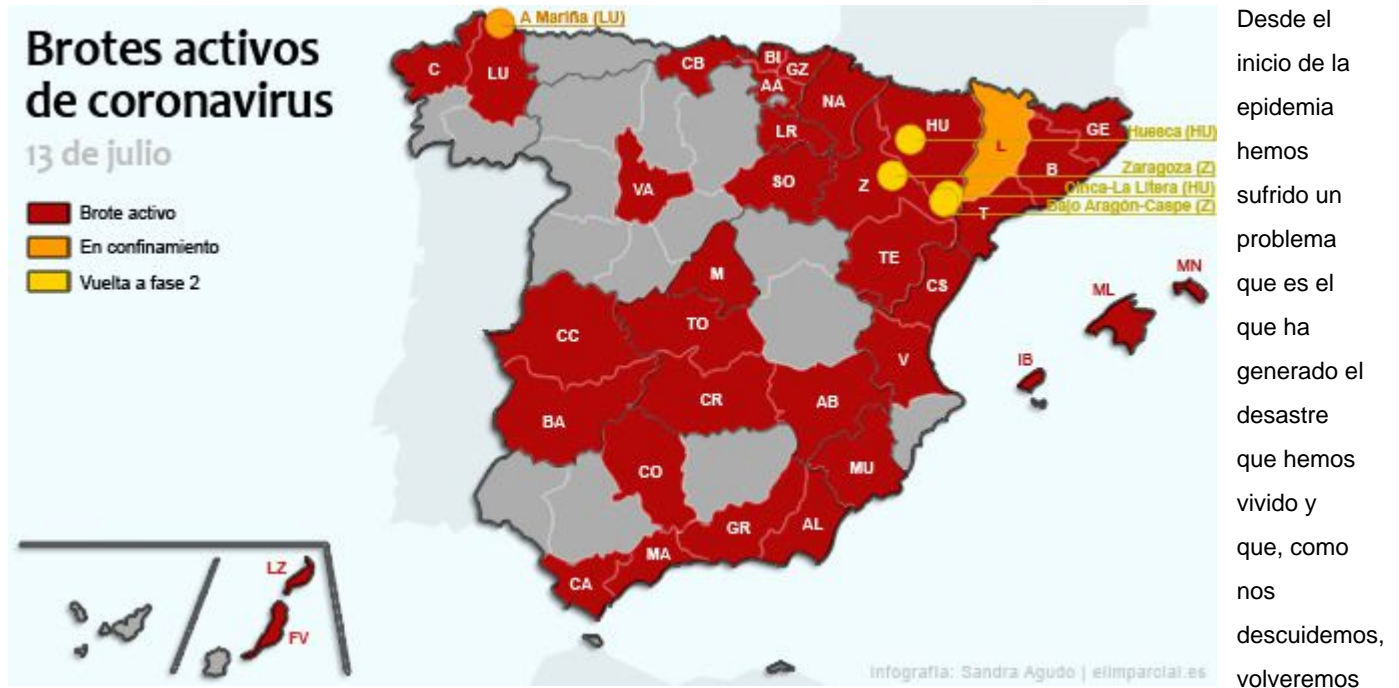 Brotes activos
de coronavirus
13 de julio
Brote activo
En confinamiento
Vuelta a fase 2
A Mariña (LU)
C
LU
CB
BI
GZ
AA
NA
LR
HU
L
GE
Huesca (HU)
B
Zaragoza (Z)
Z
Cinca-La Litera (HU)
Bajo Aragón-Caspe (Z)
T
VA
SO
M
TE
CS
MN
ML
TO
CC
IB
V
CR
AB
BA
CO
MU
GR
AL
MA
CA
LZ
FV
Infografía: Sandra Agudo | elimparcial.es
Desde el
inicio de la
epidemia
hemos
sufrido un
problema
que es el
que ha
generado el
desastre
que hemos
vivido y
que, como
nos
descuidemos,
volveremos